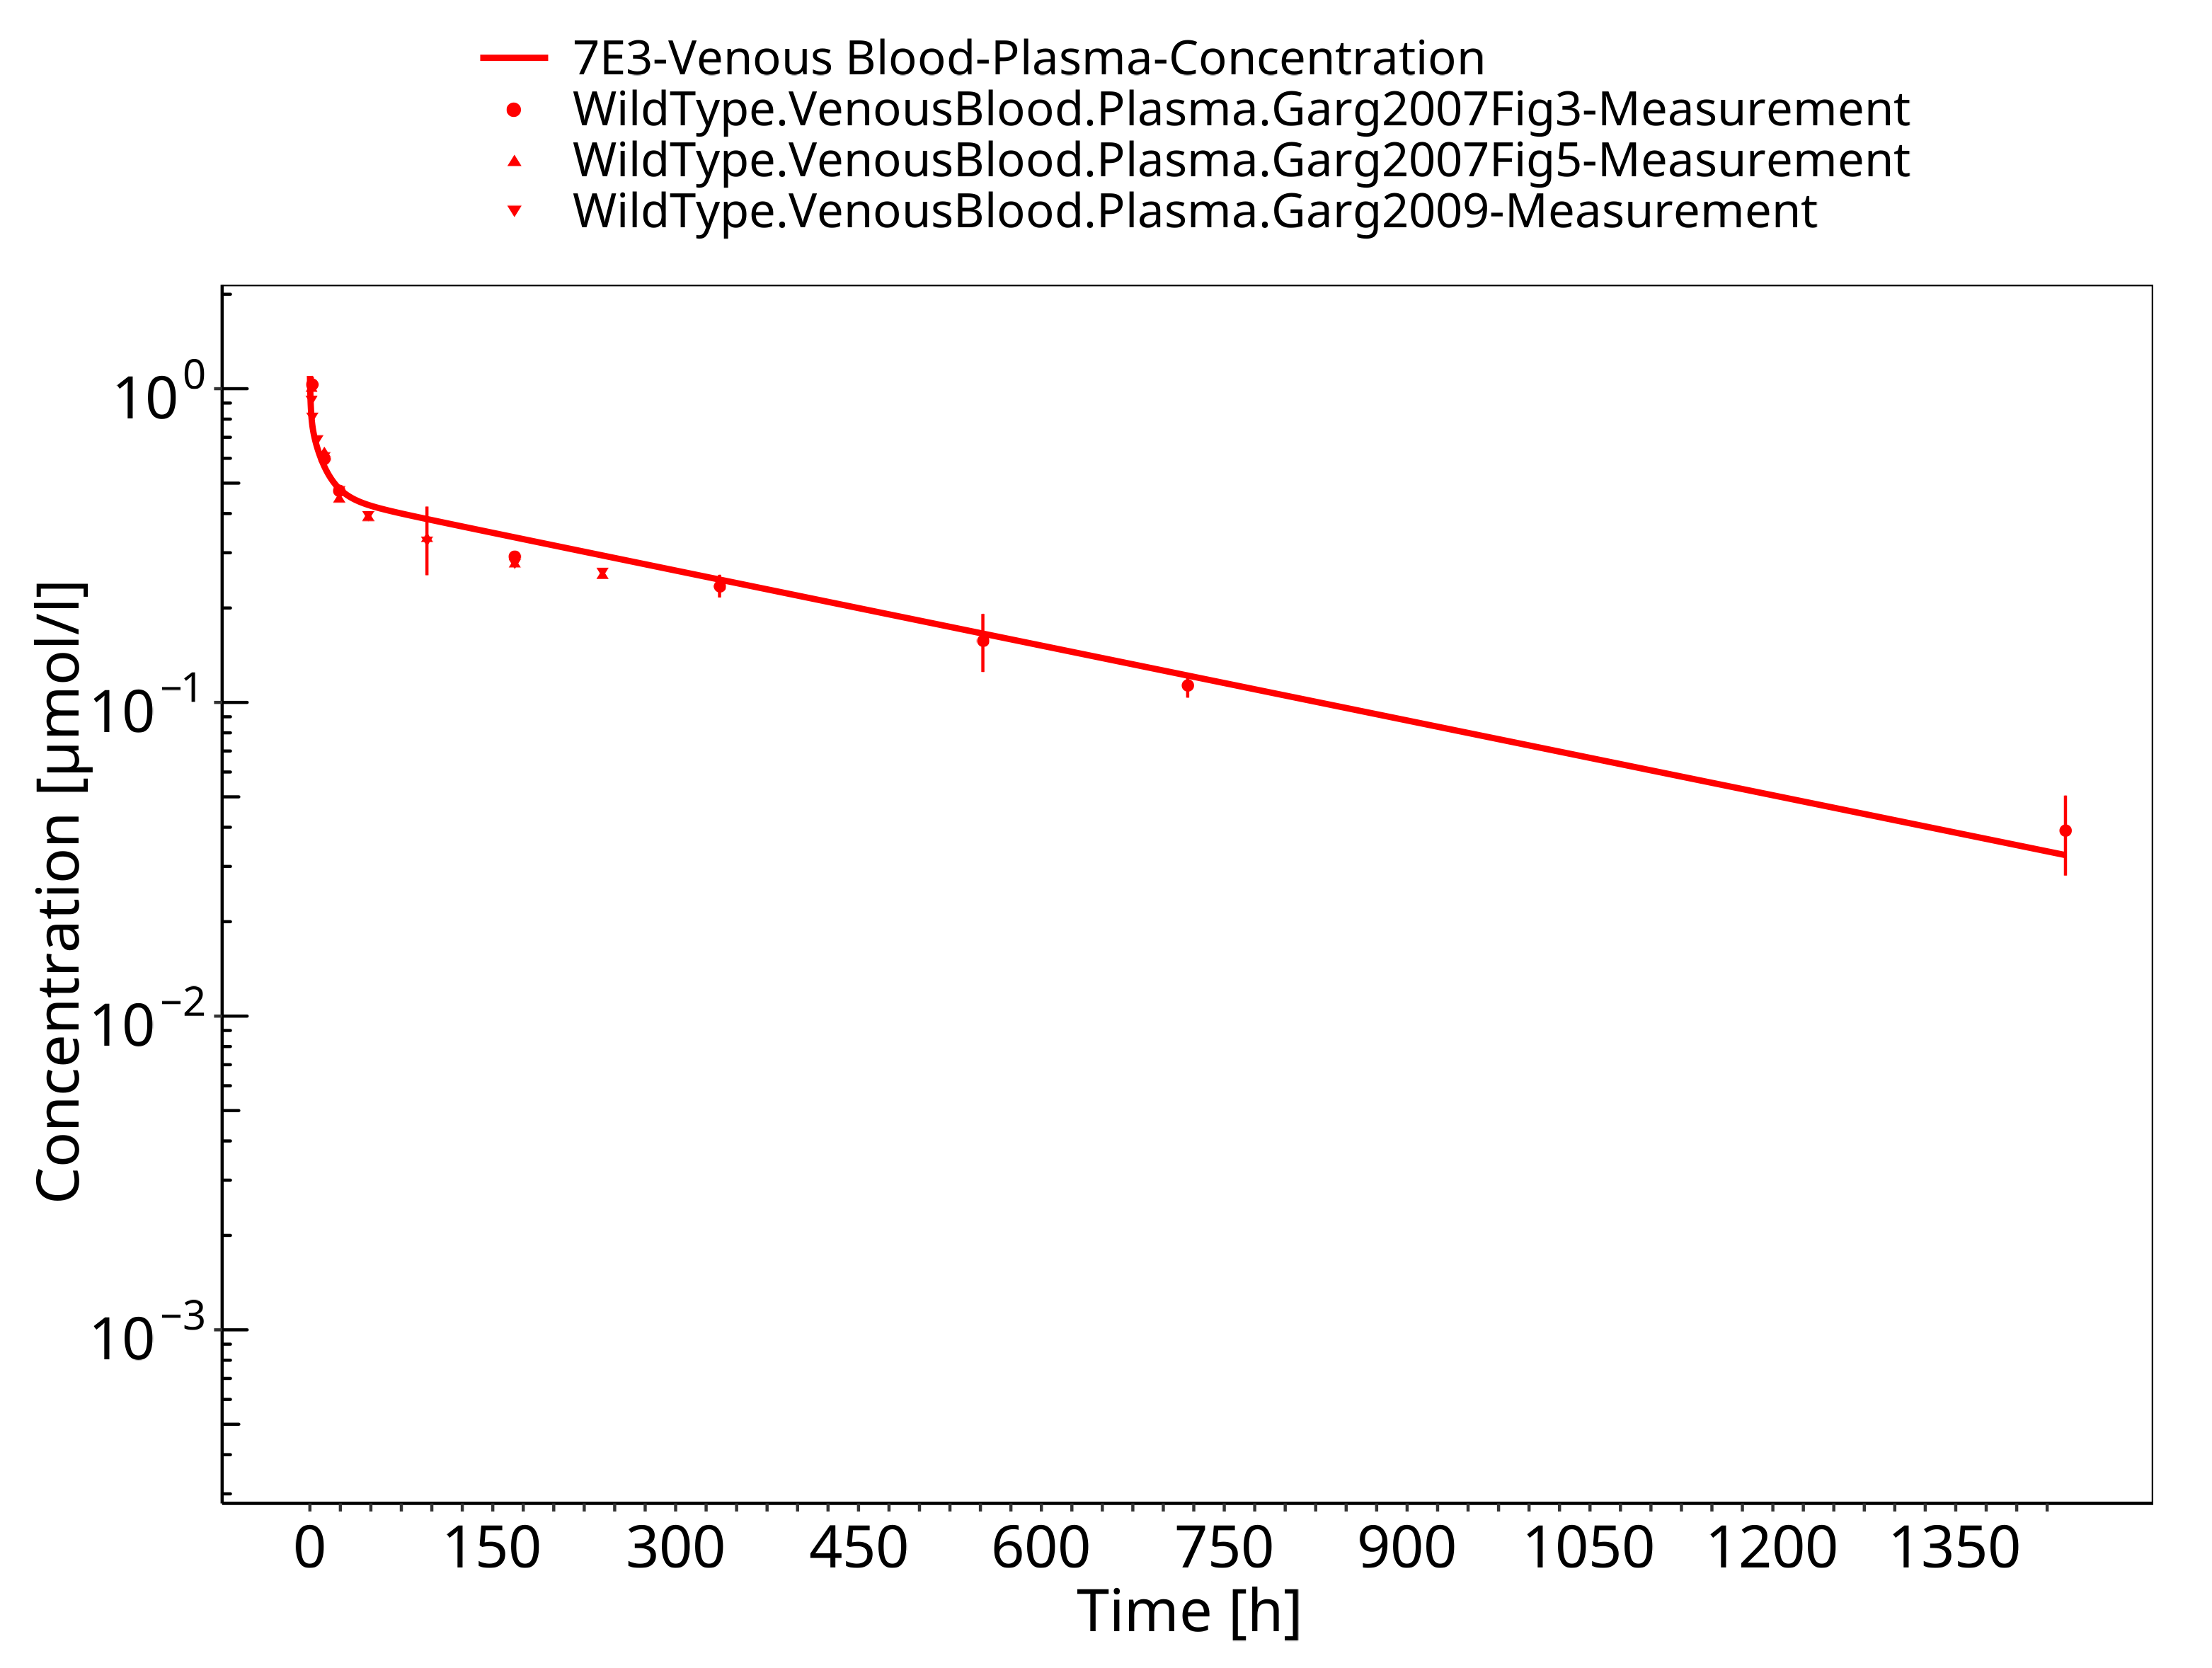 7E3-Venous Blood-Plasma-Concentration
WildType.VenousBlood.Plasma.Garg2007Fig3-Measurement
WildType.VenousBlood.Plasma.Garg2007Fig5-Measurement
WildType.VenousBlood.Plasma.Garg2009-Measurement
Concentration [µmol/l]
10⁰
10⁻¹
10⁻²
10⁻³
0 150 300 450 600 750 900 1050 1200 1350
Time [h]